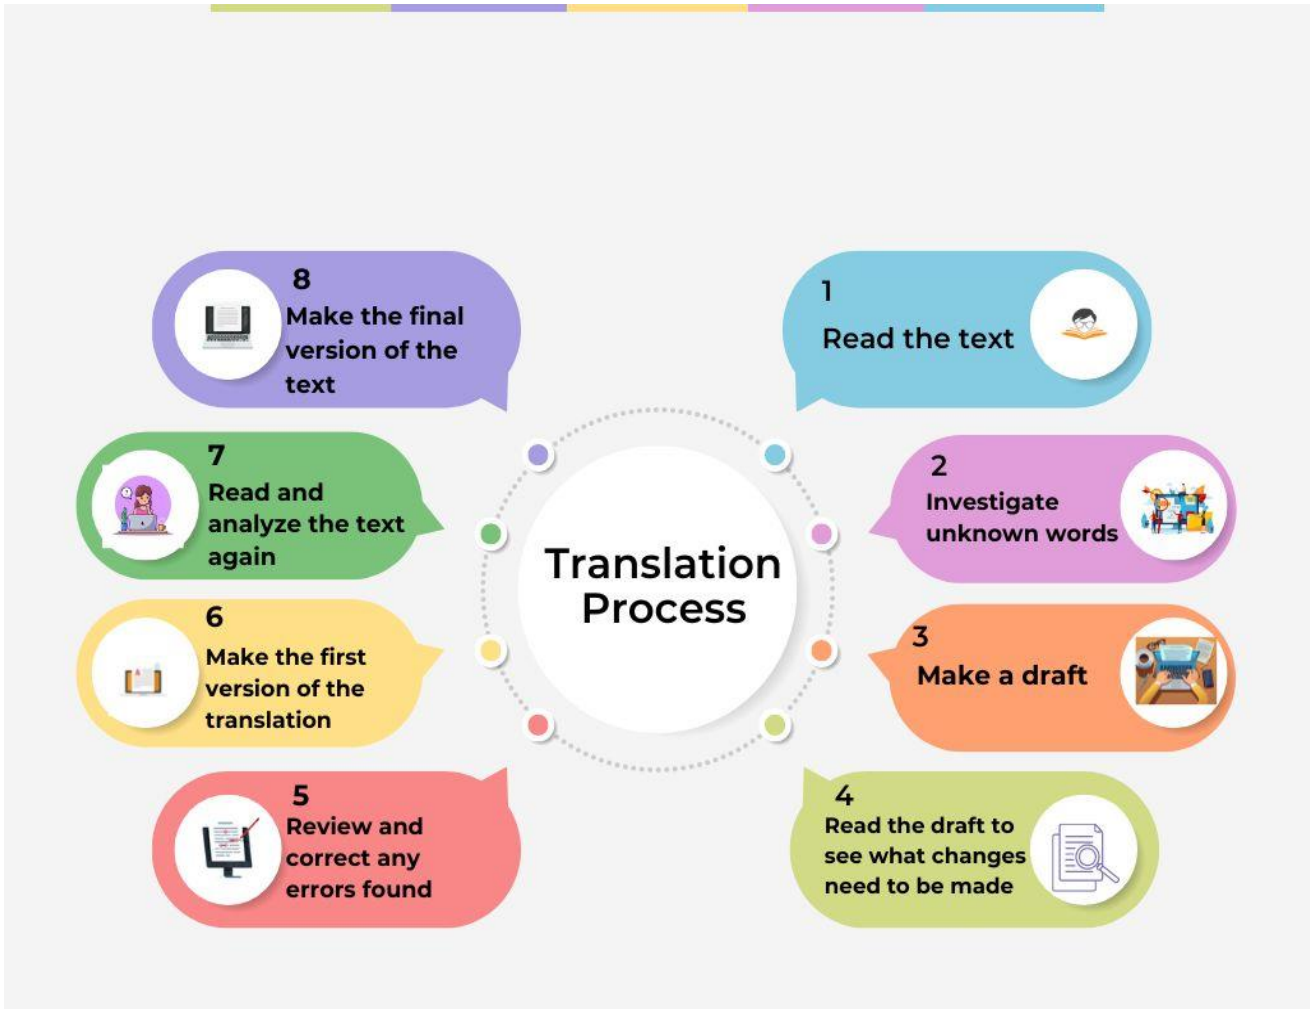 Translation
Process
1
Read the text
2
Investigate
unknown words
3
Make a draft
4
Read the draft to
see what changes
need to be made
5
Review and
correct any
errors found
6
Make the first
version of the
translation
7
Read and
analyze the text
again
8
Make the final
version of the
text